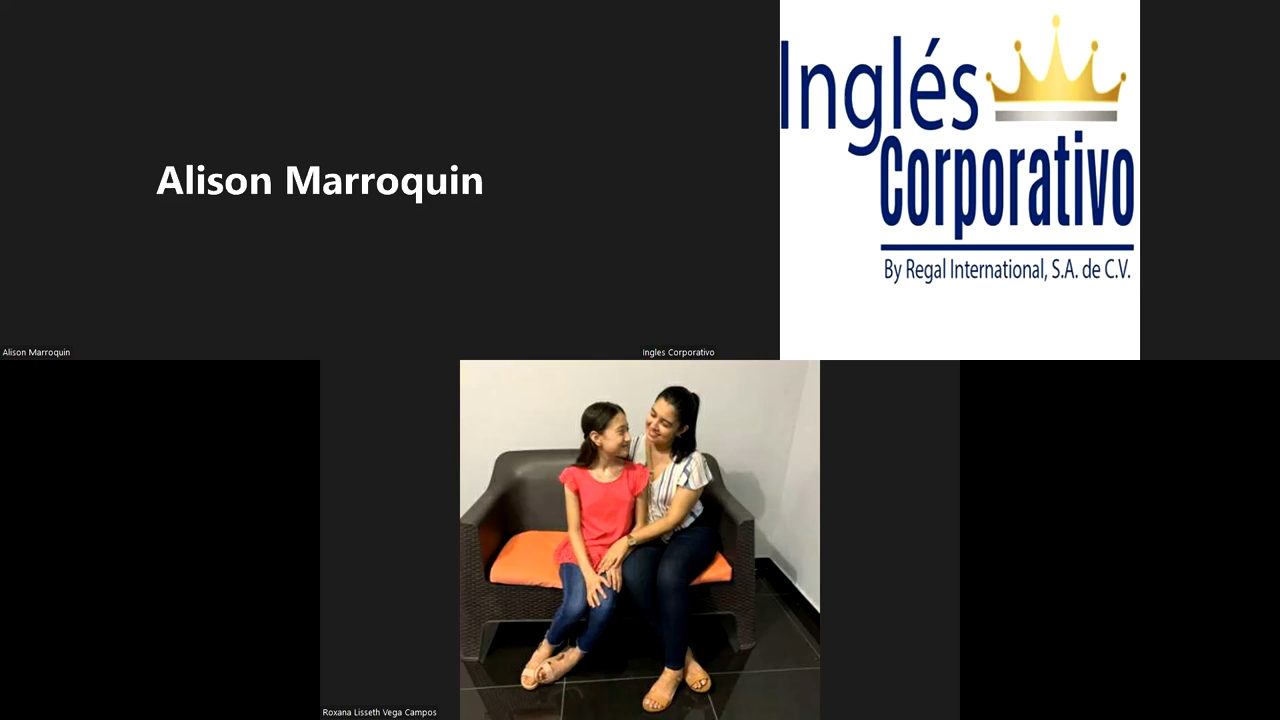 Alison Marroquin
Inglés
Corporativo
By Regal International, S.A. de C.V.
Alison Marroquin
Ingles Corporativo
Roxana Lisseth Vega Campos